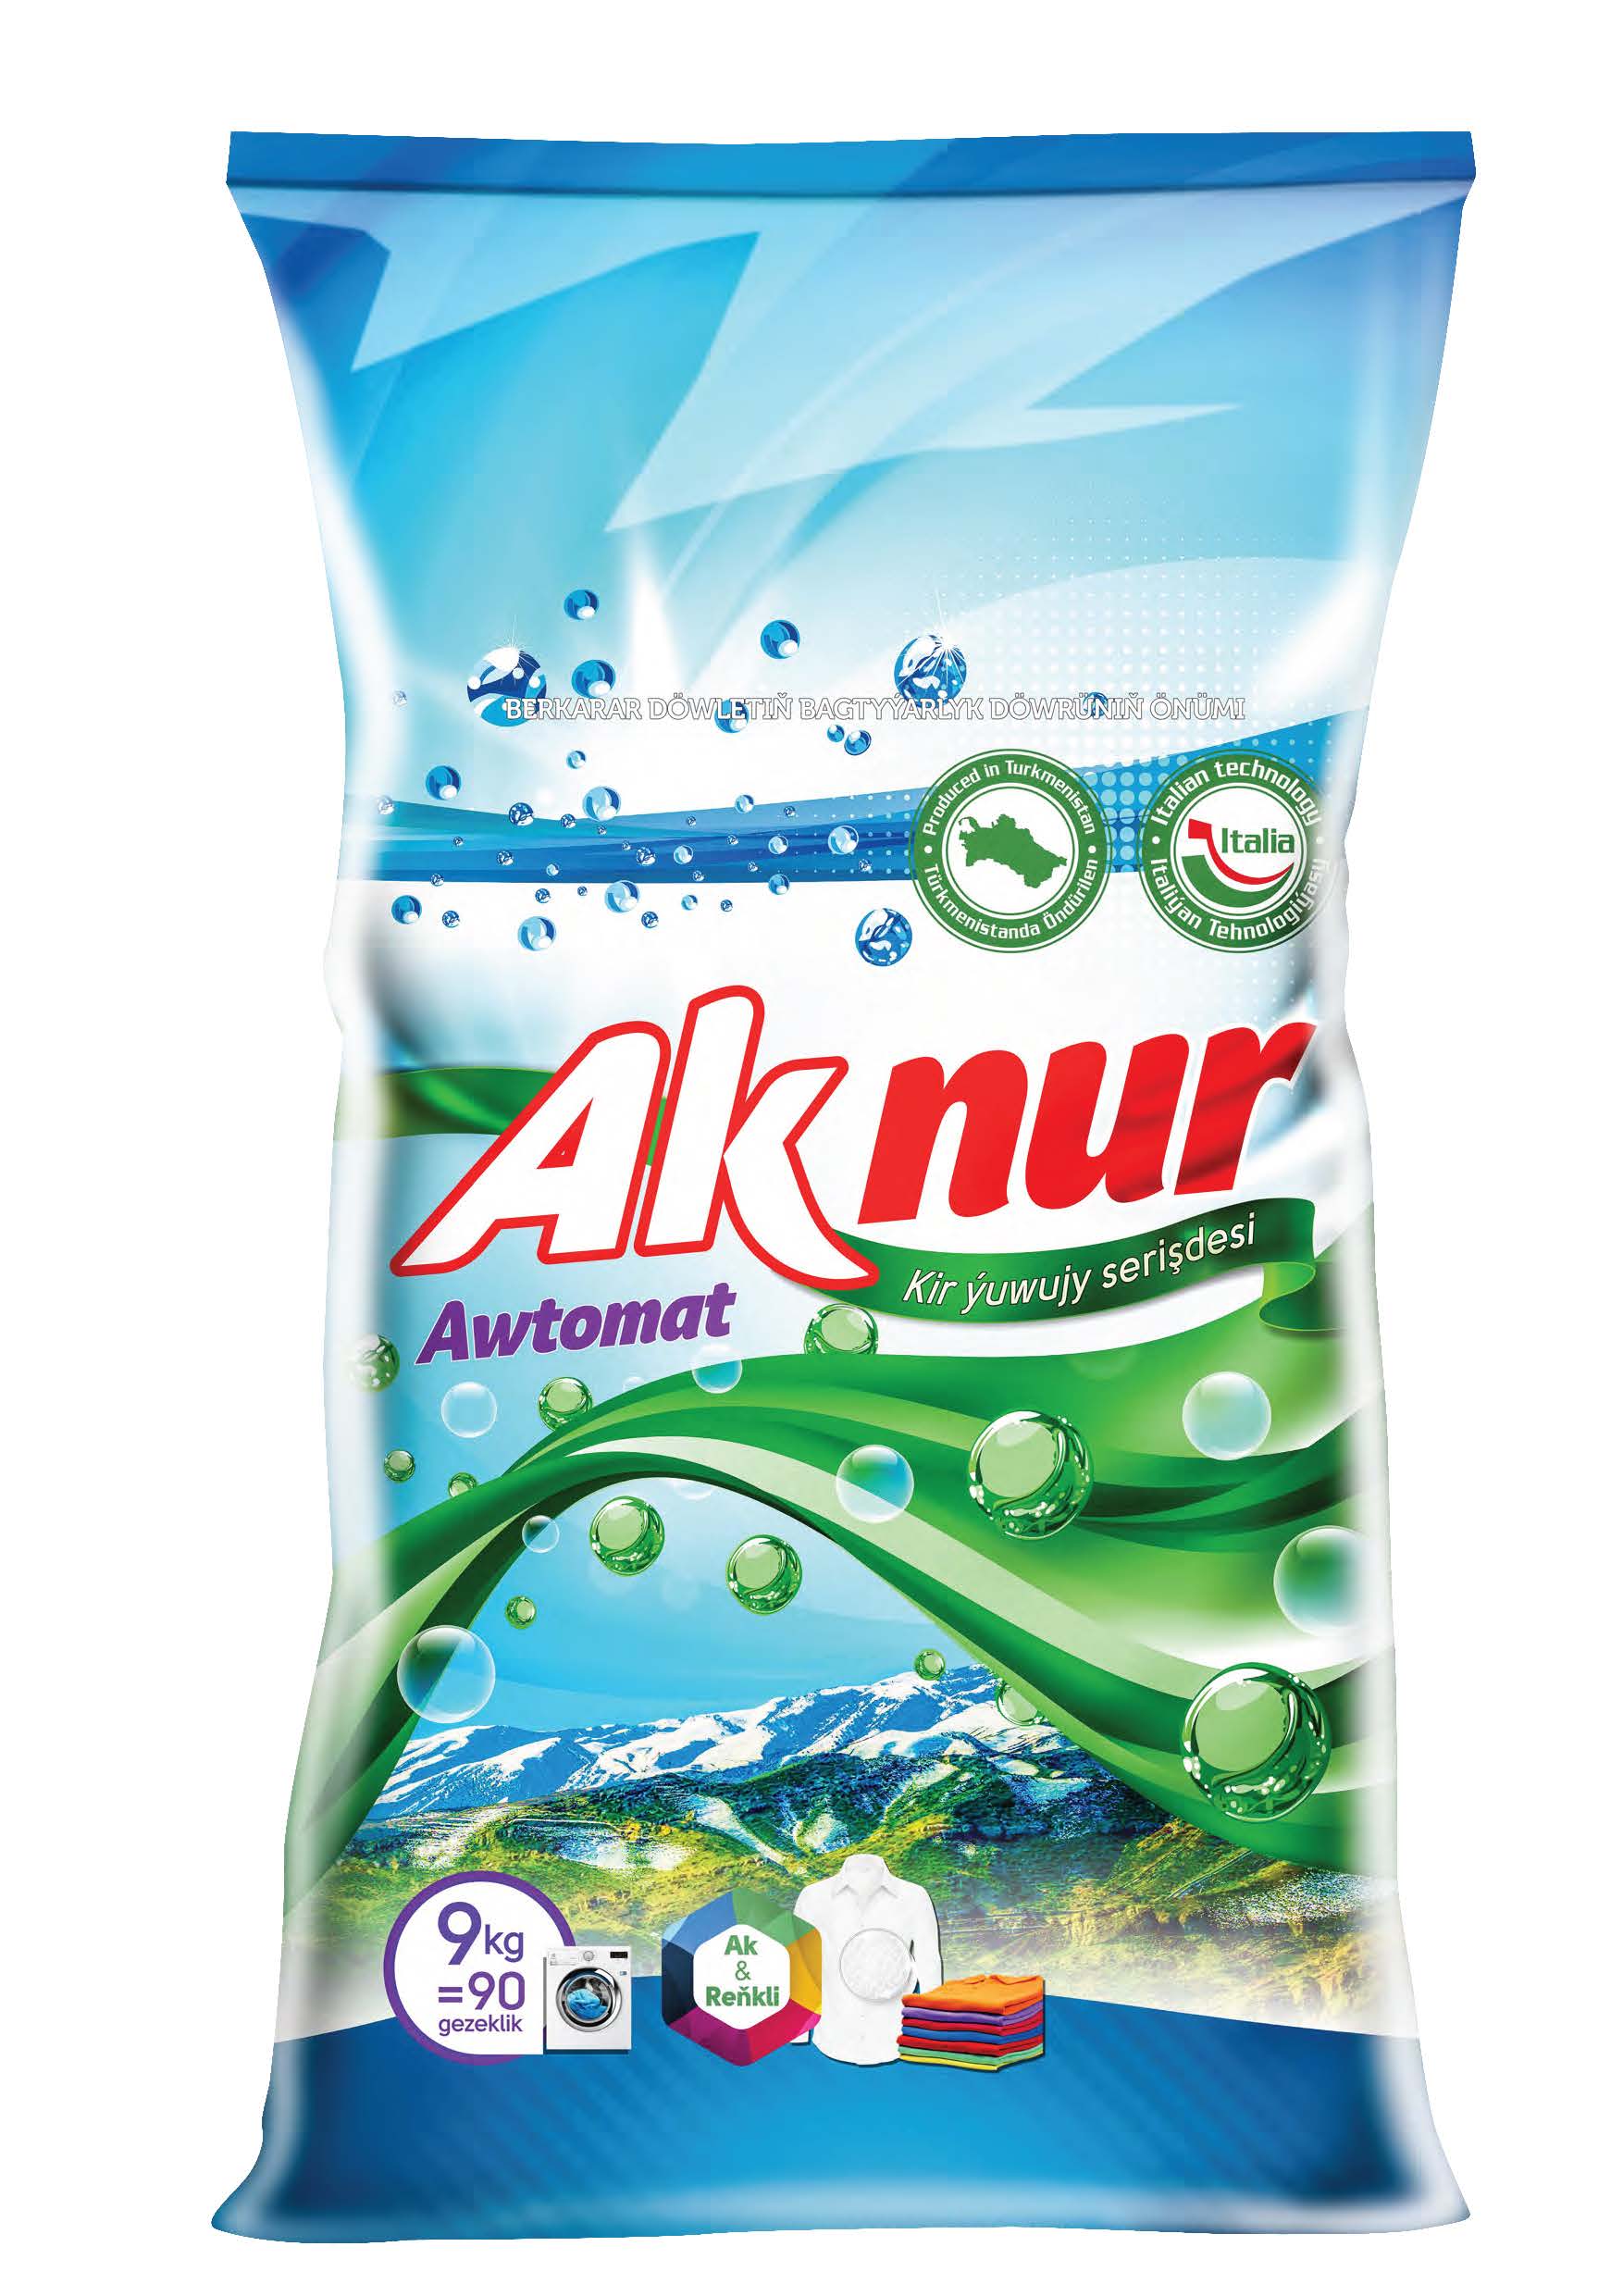 BERKARAR DÖWLETIŇ BAGTYÝARLYK DÖWRÜNIŇ ÖNÜMI
Produced in Turkmenistan
Türkmenistanda Öndürilen
Italian technology
Italia
Italiýan Tehnologiýasy
Ak nur
Kir ýuwujy serişdesi
Awtomat
9kg
=90
gezeklik
Ak
&
Reňkli